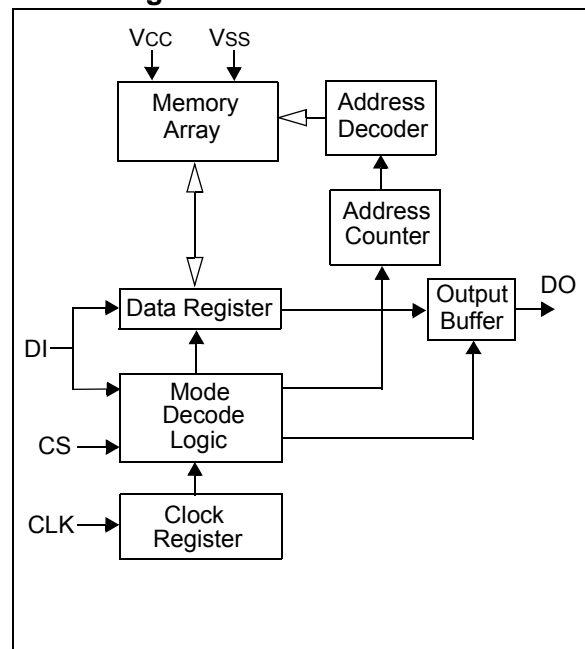 VCC VSS
Memory
Array
Address
Decoder
Address
Counter
Data Register
Output
Buffer
DO
DI
Mode
Decode
Logic
CS
CLK
Clock
Register